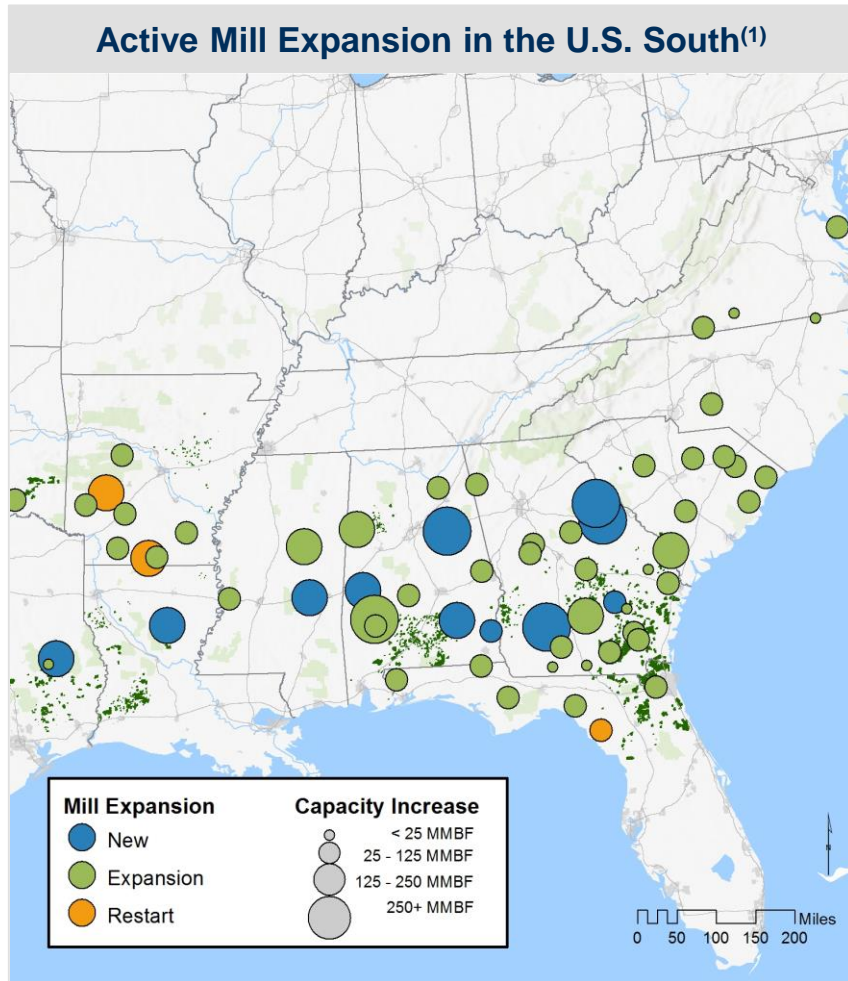 Active Mill Expansion in the U.S. South(1)
Mill Expansion
New
Expansion
Restart
Capacity Increase
< 25 MMBF
25 - 125 MMBF
125 - 250 MMBF
250+ MMBF
N
Miles
0 50 100 150 200